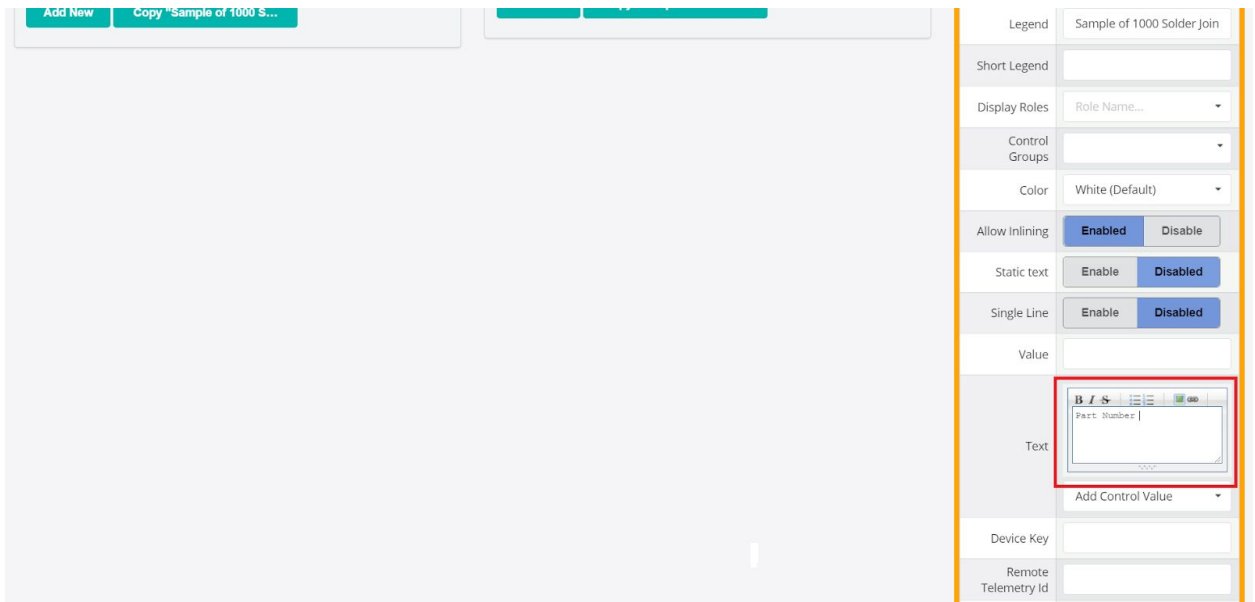 Add New
Copy "Sample of 1000 S...
Legend
Sample of 1000 Solder Join
Short Legend
Display Roles
Role Name...
Control
Groups
Color
White (Default)
Allow Inlining
Enabled
Disable
Static text
Enable
Disabled
Single Line
Enable
Disabled
Value
Text
B I S
Part Number
Add Control Value
Device Key
Remote
Telemetry Id